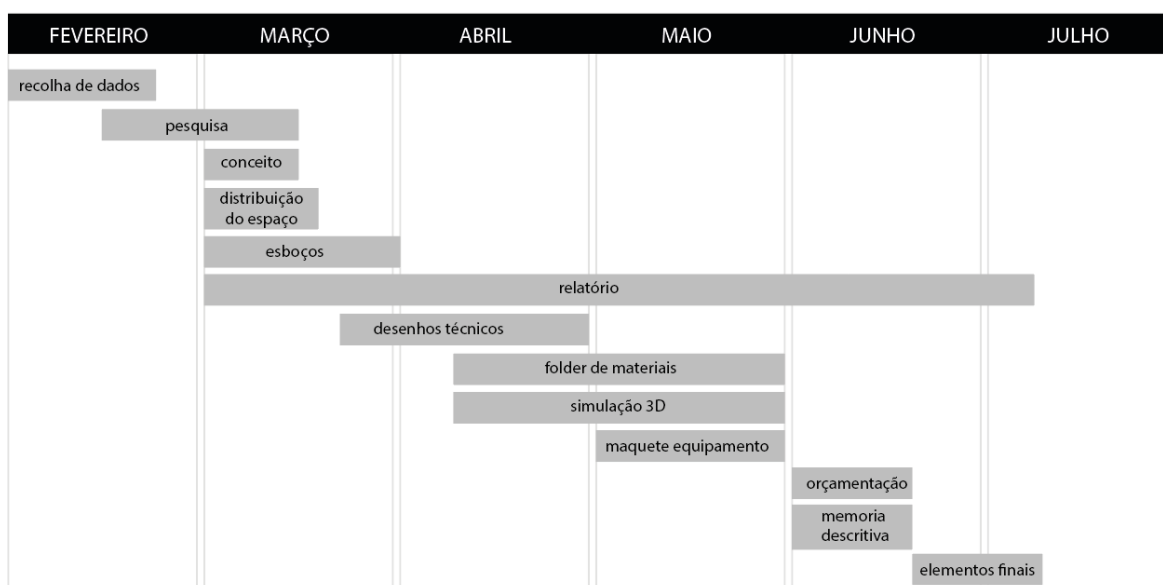 FEVEREIRO MARÇO ABRIL MAIO JUNHO JULHO
recolha de dados
pesquisa
conceito
distribuição
do espaço
esboços
relatório
desenhos técnicos
folder de materiais
simulação 3D
maquete equipamento
orçamentação
memoria
descritiva
elementos finais